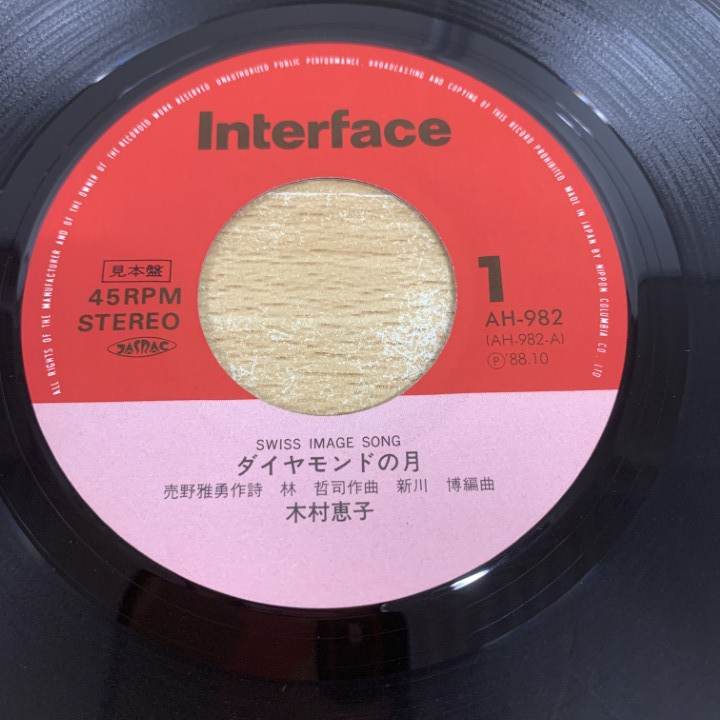 ALL RIGHTS OF THE MANUFACTURER AND OF THE OWNER OF THE RECORDED WORK RESERVED UNAUTHORIZED PUBLIC PERFORMANCE. BROADCASTING AND COPYING OF THIS RECORD PROHIBITED MADE IN JAPAN BY NIPPON COLUMBIA CO. LTD
Interface
見本盤
45RPM
STEREO
JASRAC
1
AH-982
(AH-982-A)
Ⓟ'88.10
SWISS IMAGE SONG
ダイヤモンドの月
売野雅勇作詩 林 哲司作曲 新川 博編曲
木村恵子